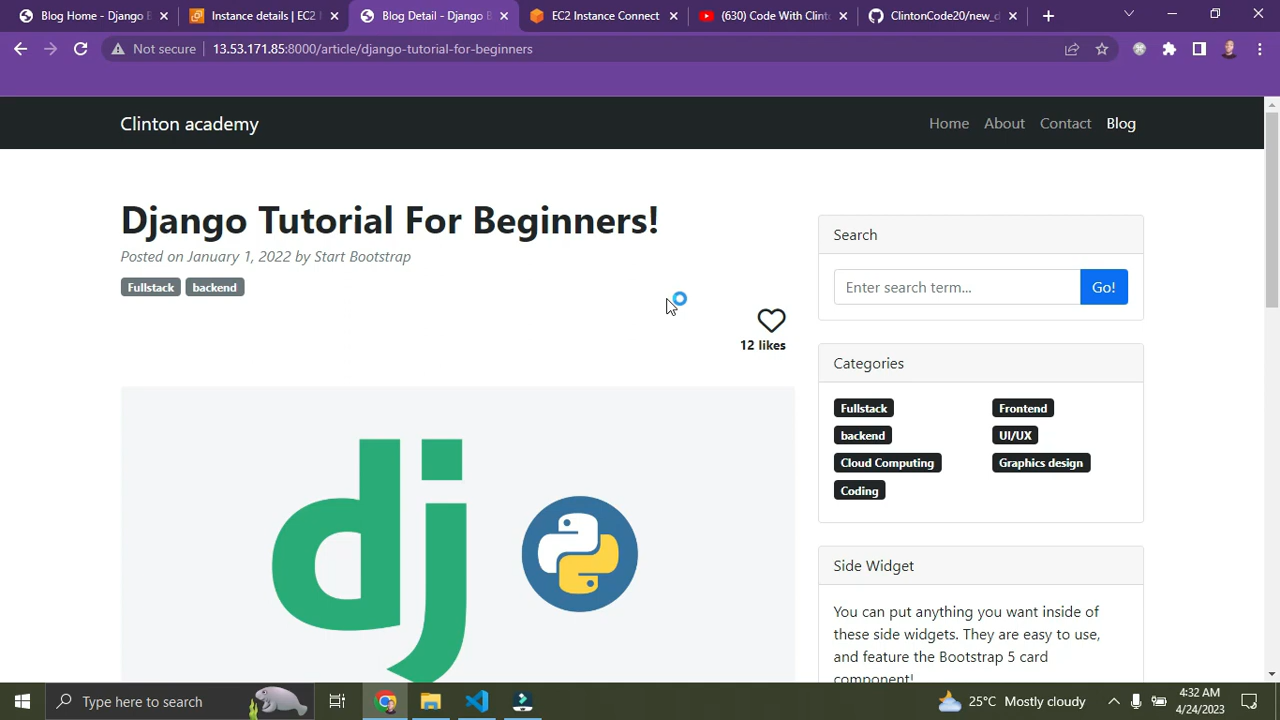 Blog Home - Django B
Instance details | EC2 I
Blog Detail - Django B
EC2 Instance Connect
(630) Code With Clint
ClintonCode20/new_d
Not secure
13.53.171.85:8000/article/django-tutorial-for-beginners
Clinton academy
Home
About
Contact
Blog
Django Tutorial For Beginners!
Posted on January 1, 2022 by Start Bootstrap
Fullstack
backend
12 likes
dj
Search
Enter search term...
Go!
Categories
Fullstack
Frontend
backend
UI/UX
Cloud Computing
Graphics design
Coding
Side Widget
You can put anything you want inside of
these side widgets. They are easy to use,
and feature the Bootstrap 5 card
component!
Type here to search
25°C Mostly cloudy
4:32 AM
4/24/2023